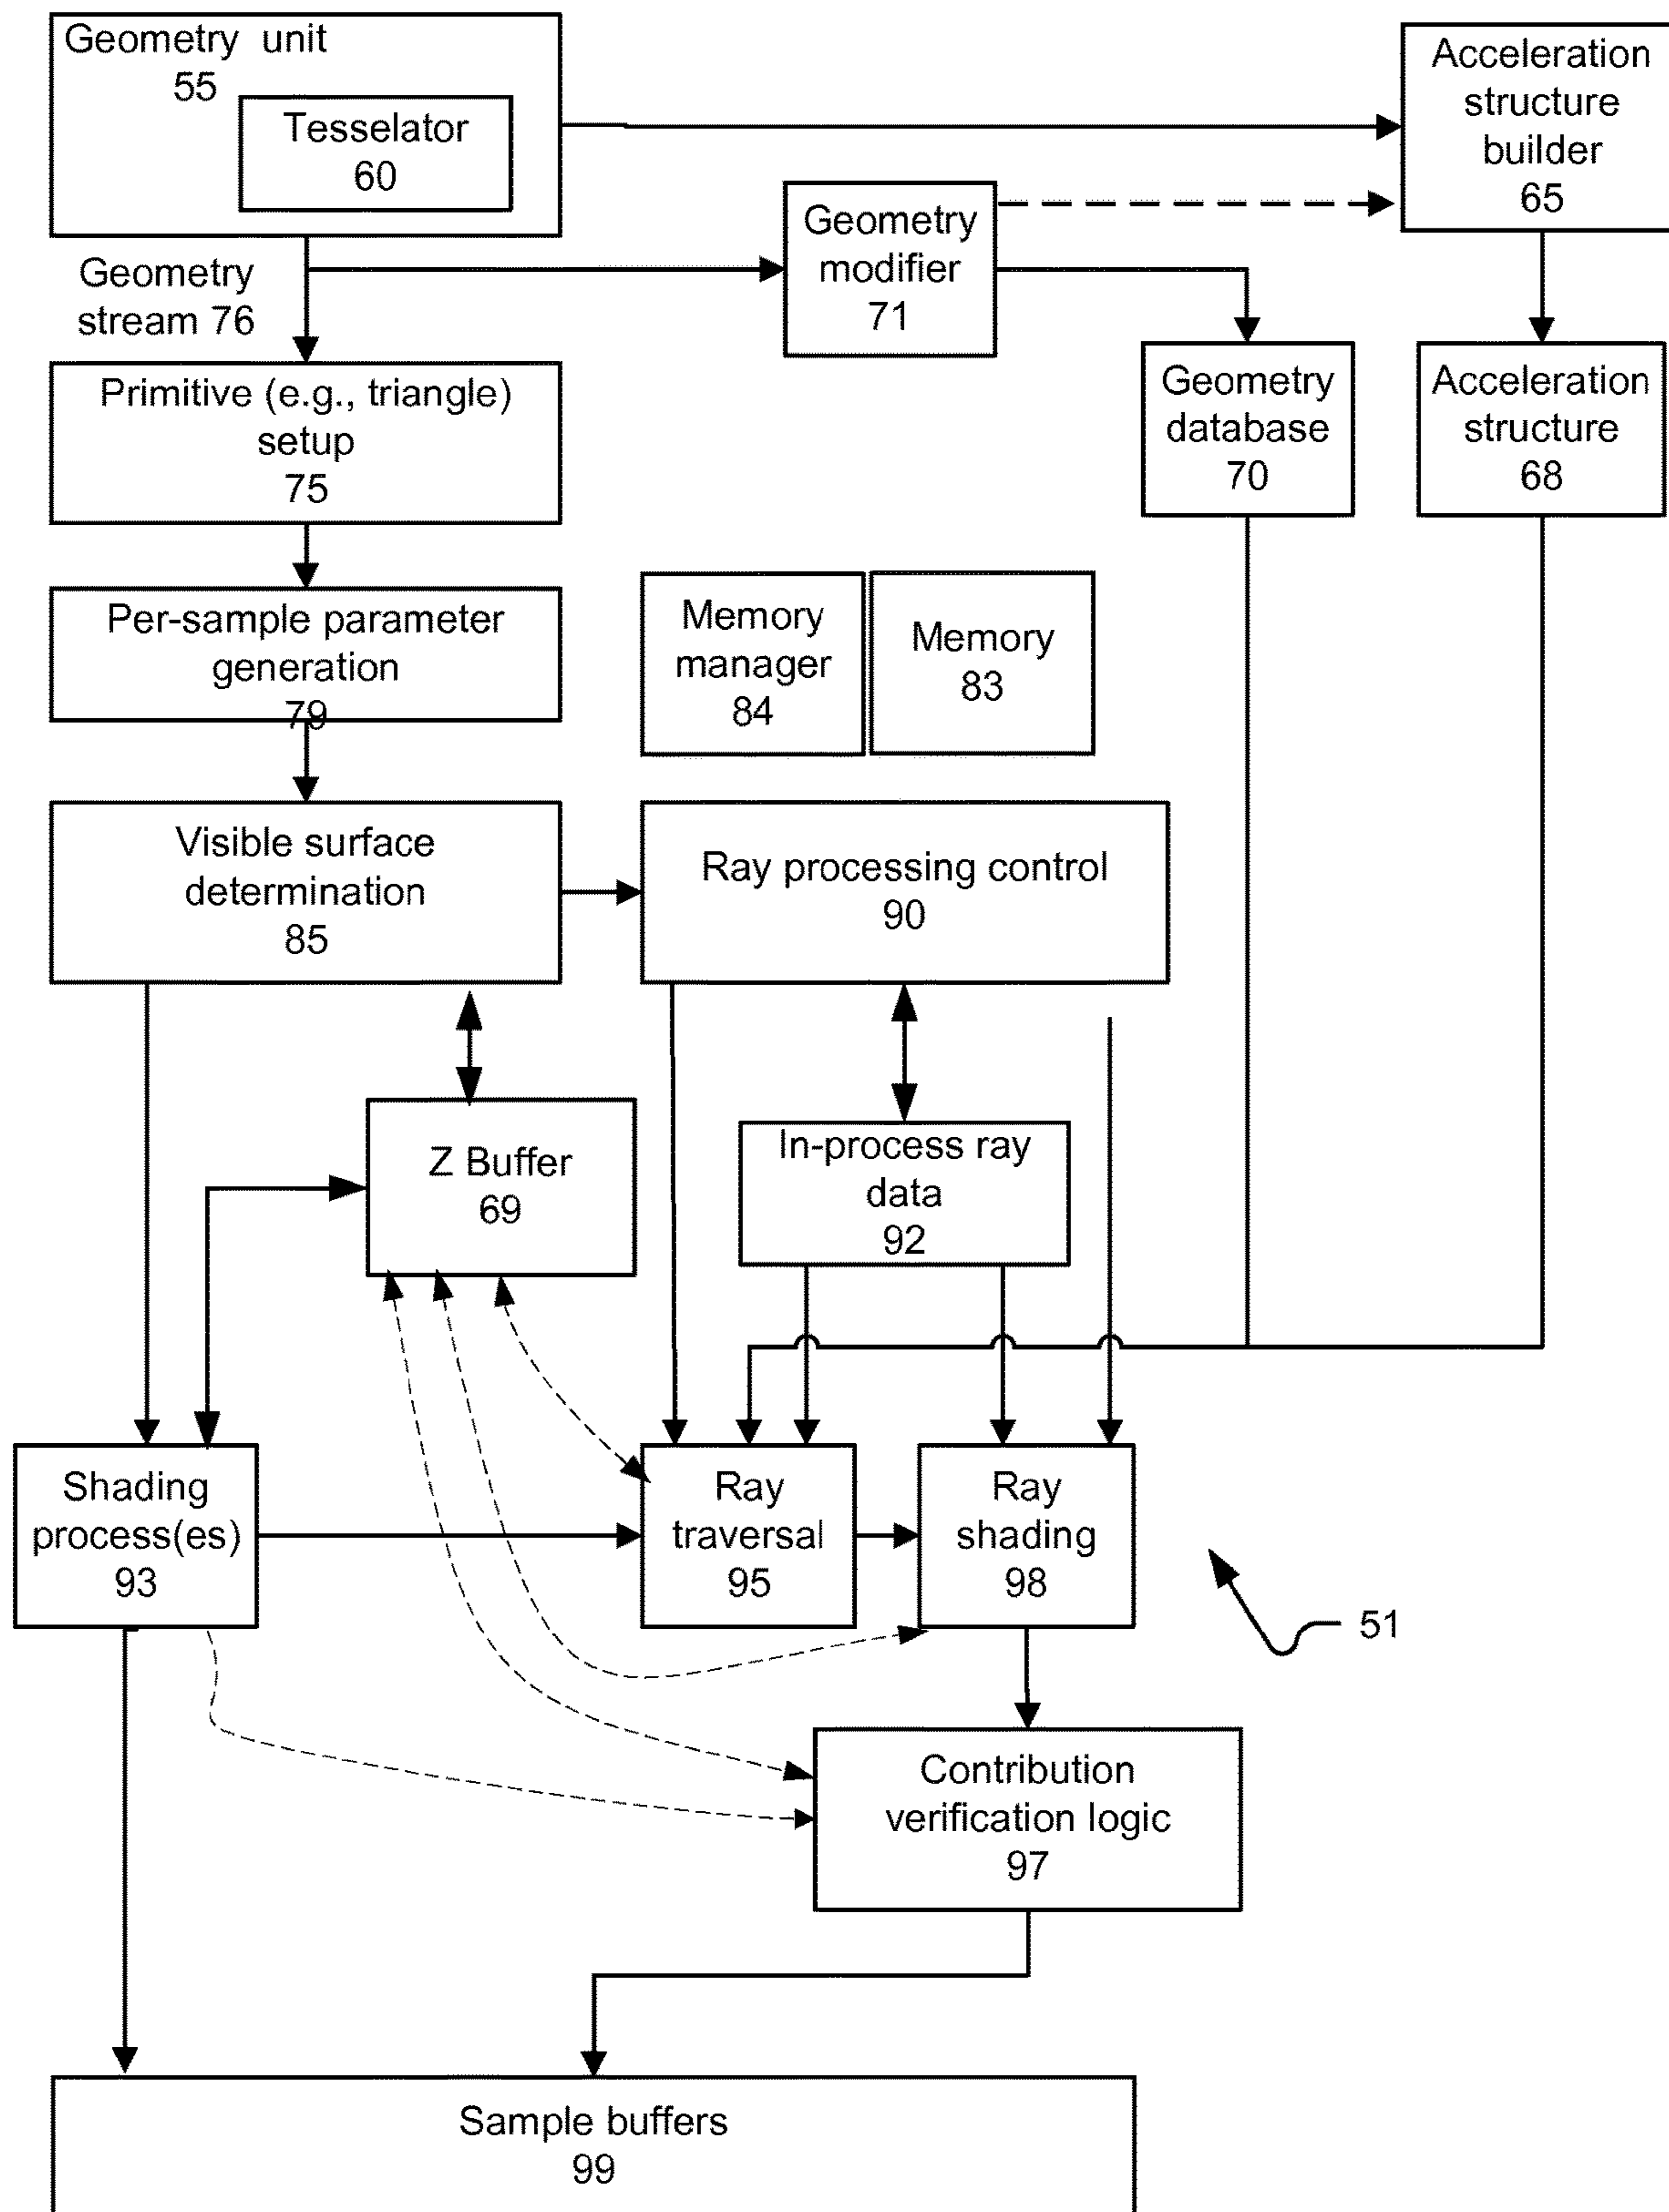 Geometry unit
55
Tesselator
60
Acceleration
structure
builder
65
Geometry
modifier
71
Geometry
stream 76
Primitive (e.g., triangle)
setup
75
Geometry
database
70
Acceleration
structure
68
Per-sample parameter
generation
79
Memory
manager
84
Memory
83
Visible surface
determination
85
Ray processing control
90
Z Buffer
69
In-process ray
data
92
Shading
process(es)
93
Ray
traversal
95
Ray
shading
98
51
Contribution
verification logic
97
Sample buffers
99